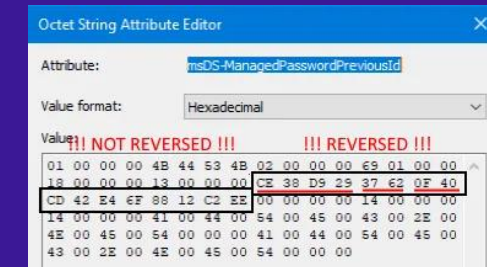 Octet String Attribute Editor
Attribute: msDS-ManagedPasswordPreviousId
Value format: Hexadecimal
Value:
!!! NOT REVERSED !!! !!! REVERSED !!!
01 00 00 00 4B 44 53 4B 02 00 00 00 69 01 00 00
18 00 00 00 13 00 00 00 CE 38 D9 29 37 62 0F 40
CD 42 E4 6F 88 12 C2 EE 00 00 00 00 14 00 00 00
14 00 00 00 41 00 44 00 54 00 45 00 43 00 2E 00
4E 00 45 00 54 00 00 00 41 00 44 00 54 00 45 00
43 00 2E 00 4E 00 45 00 54 00 00 00